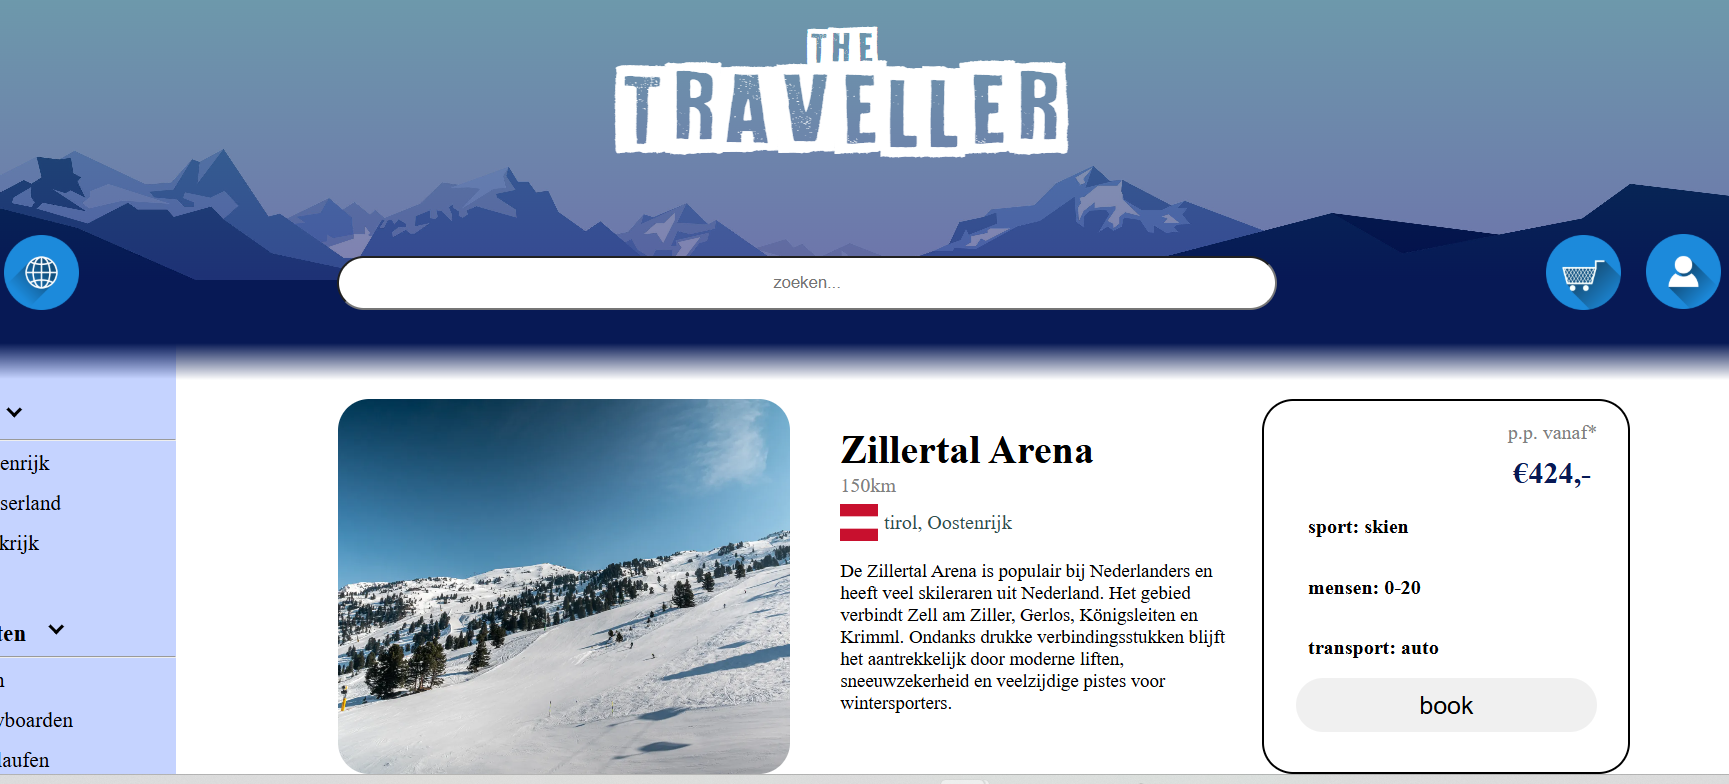 THE
TRAVELLER
zoeken...
enrijk
serland
krijk
ten
n
yboarden
laufen
Zillertal Arena
150km
tirol, Oostenrijk
De Zillertal Arena is populair bij Nederlanders en
heeft veel skileraren uit Nederland. Het gebied
verbindt Zell am Ziller, Gerlos, Königsleiten en
Krimml. Ondanks drukke verbindingsstukken blijft
het aantrekkelijk door moderne liften,
sneeuwzekerheid en veelzijdige pistes voor
wintersporters.
p.p. vanaf*
€424,-
sport: skien
mensen: 0-20
transport: auto
book